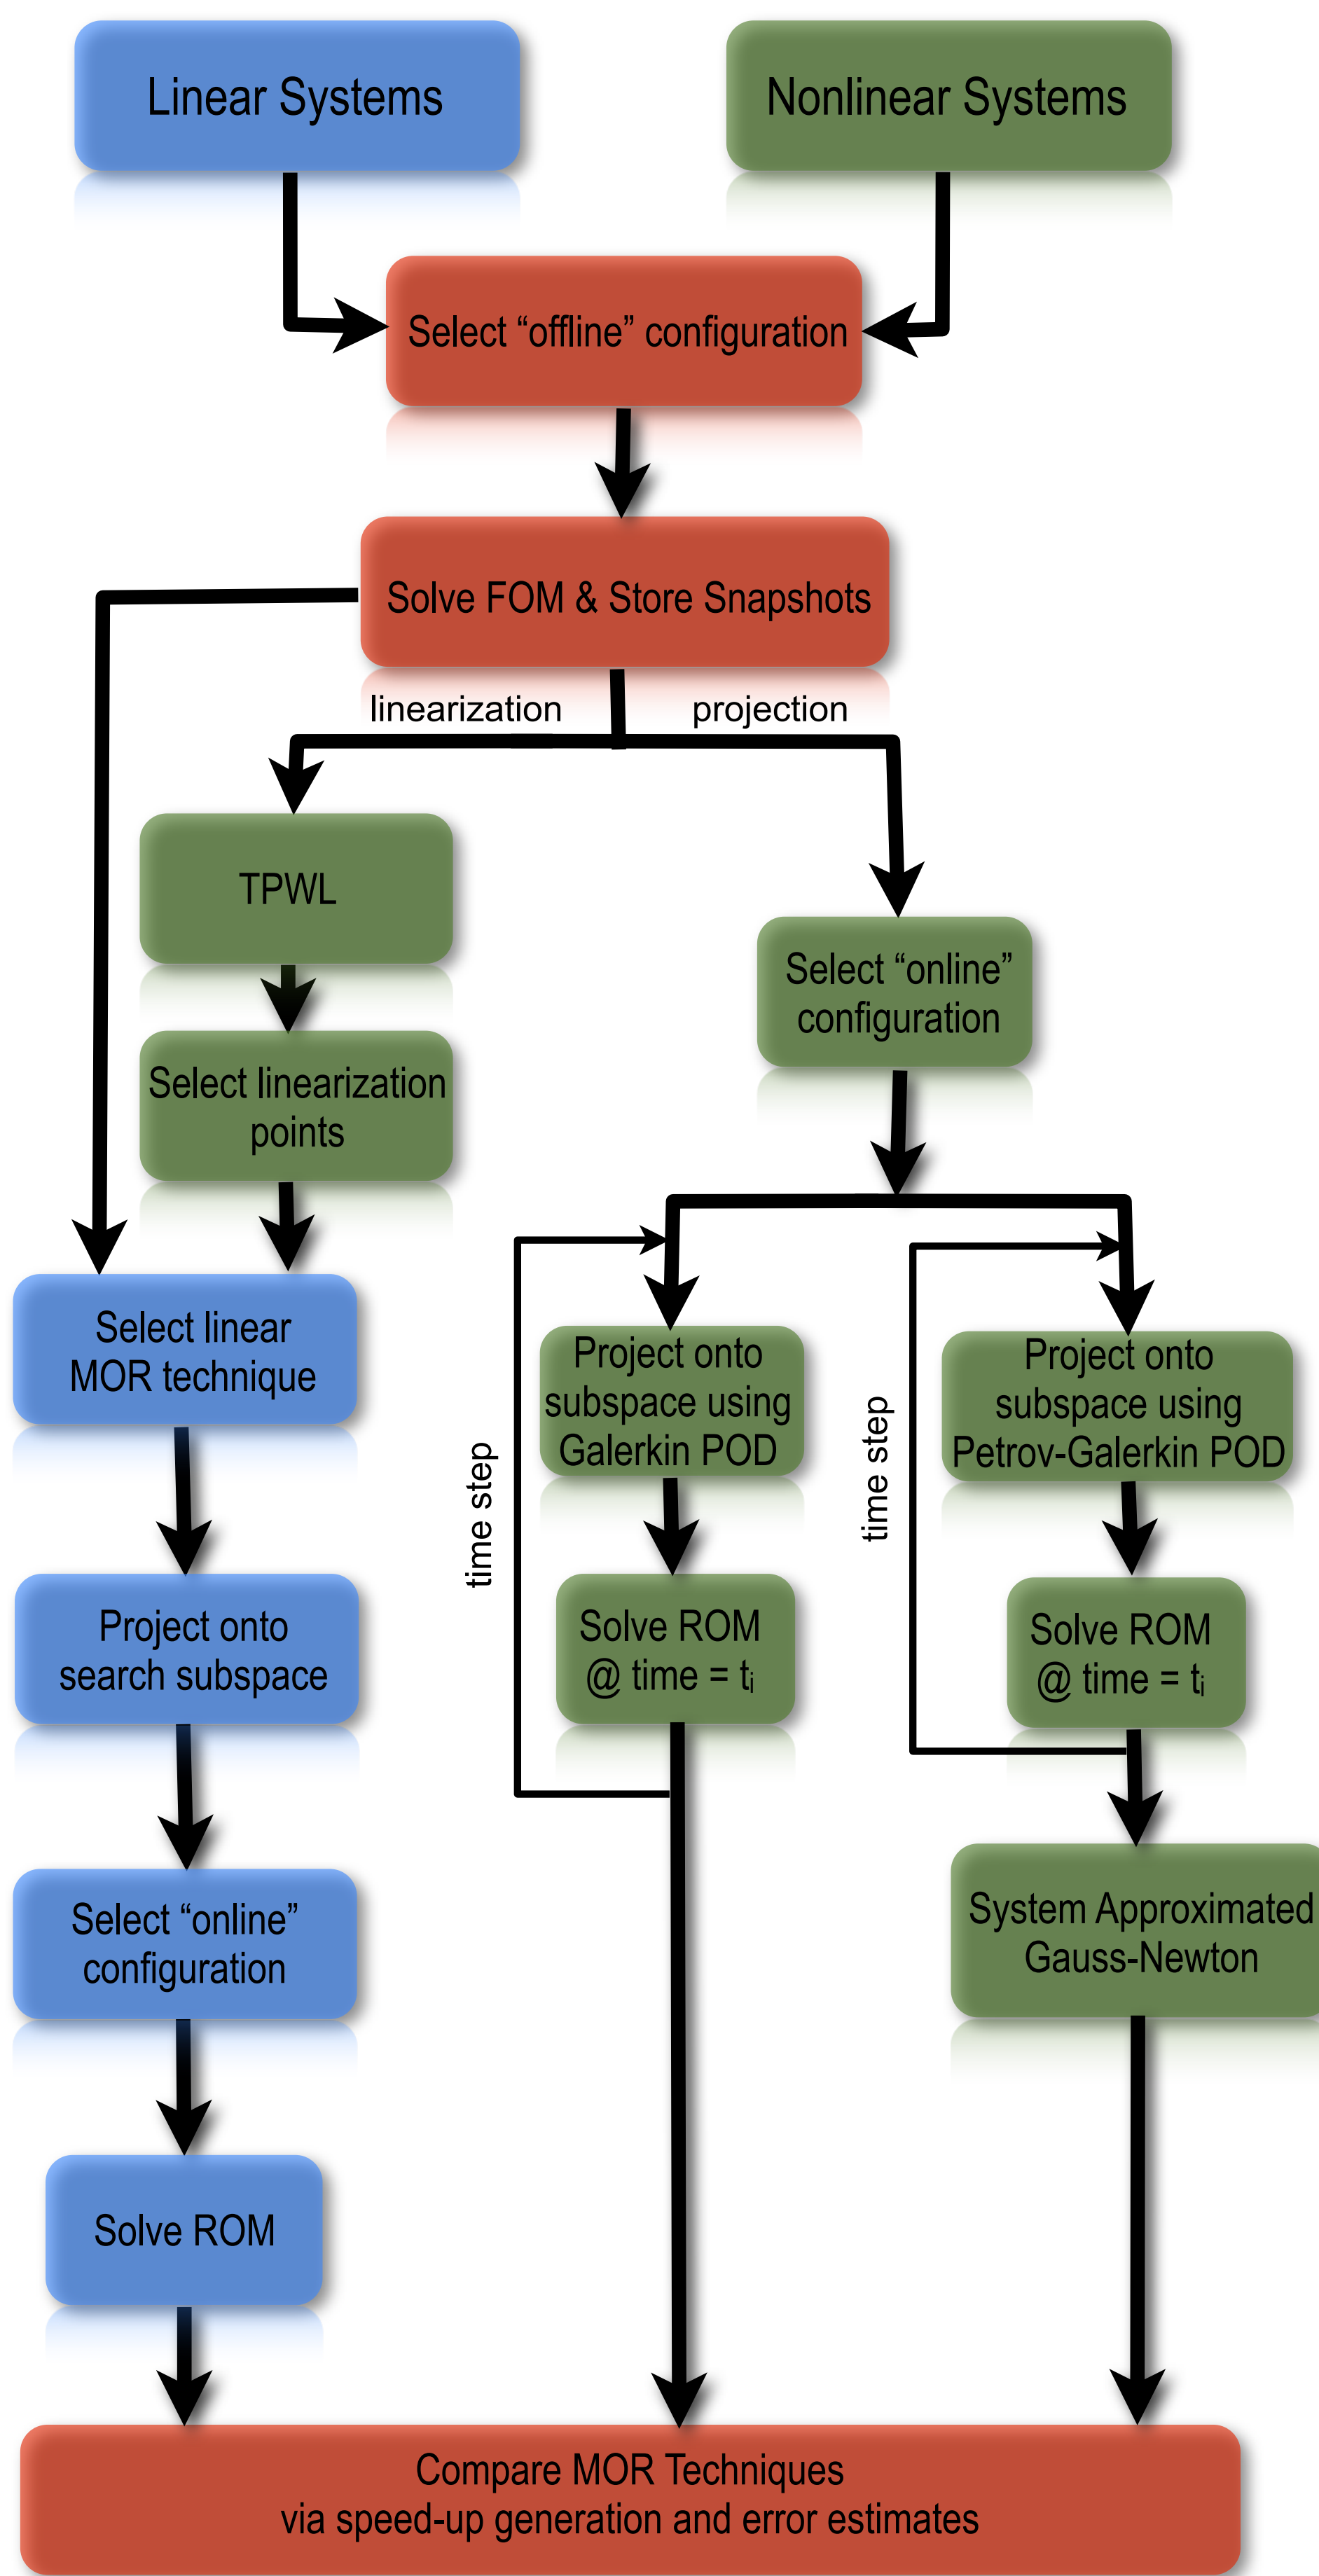 Linear Systems
Nonlinear Systems
Select “offline” configuration
Solve FOM & Store Snapshots
linearization
projection
TPWL
Select “online”
configuration
Select linearization
points
Select linear
MOR technique
Project onto
subspace using
Galerkin POD
Project onto
subspace using
Petrov-Galerkin POD
time step
time step
Project onto
search subspace
Solve ROM
@ time = tᵢ
Solve ROM
@ time = tᵢ
Select “online”
configuration
System Approximated
Gauss-Newton
Solve ROM
Compare MOR Techniques
via speed-up generation and error estimates